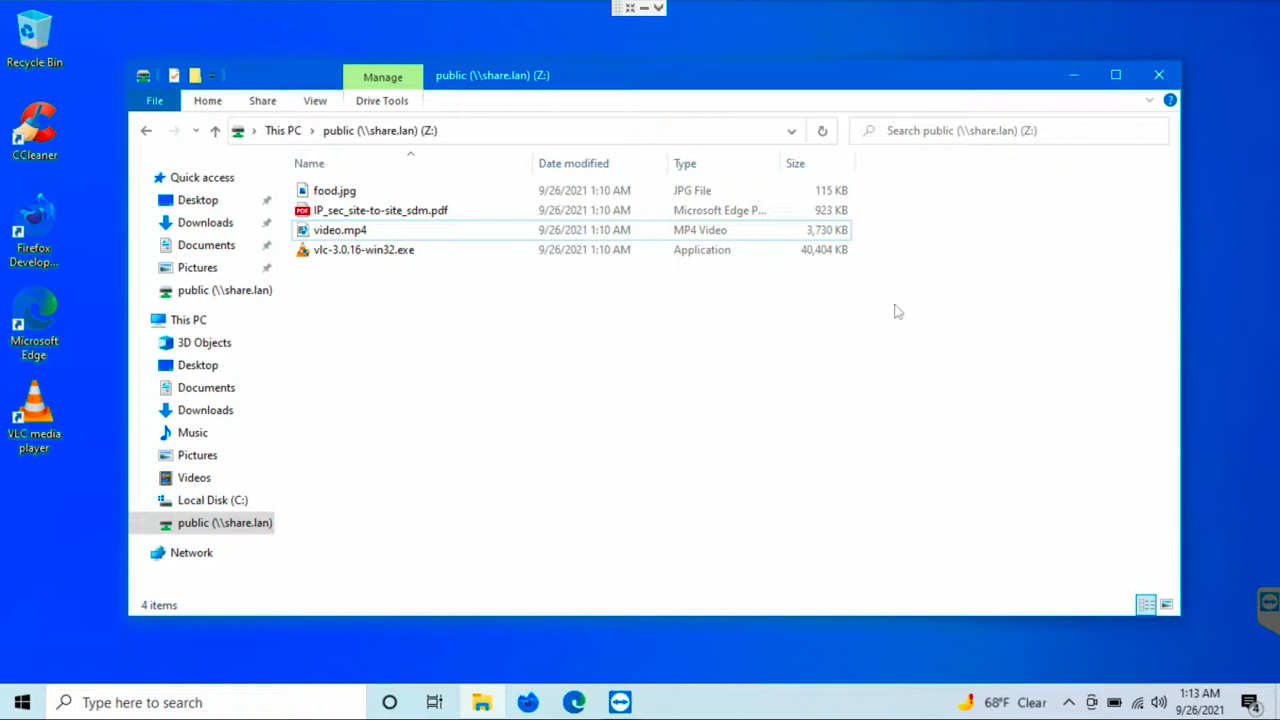 Recycle Bin
CCleaner
Firefox
Develop...
Microsoft
Edge
VLC media
player
Manage
public (\\share.lan) (Z:)
File
Home
Share
View
Drive Tools
This PC
public (\\share.lan) (Z:)
Search public (\\share.lan) (Z:)
Name
Date modified
Type
Size
food.jpg
9/26/2021 1:10 AM
JPG File
115 KB
IP_sec_site-to-site_sdm.pdf
9/26/2021 1:10 AM
Microsoft Edge P...
923 KB
video.mp4
9/26/2021 1:10 AM
MP4 Video
3,730 KB
vlc-3.0.16-win32.exe
9/26/2021 1:10 AM
Application
40,404 KB
Quick access
Desktop
Downloads
Documents
Pictures
public (\\share.lan)
This PC
3D Objects
Desktop
Documents
Downloads
Music
Pictures
Videos
Local Disk (C:)
public (\\share.lan)
Network
4 items
Type here to search
68°F Clear
1:13 AM
9/26/2021
4